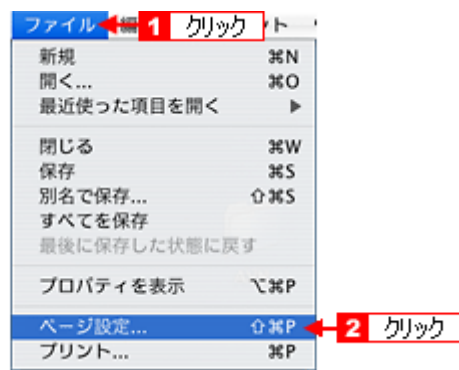 ファイル 1 クリック ト
新規 ⌘N
開く... ⌘O
最近使った項目を開く ▶
閉じる ⌘W
保存 ⌘S
別名で保存... ⇧⌘S
すべてを保存
最後に保存した状態に戻す
プロパティを表示 ⌥⌘P
ページ設定... ⇧⌘P 2 クリック
プリント... ⌘P